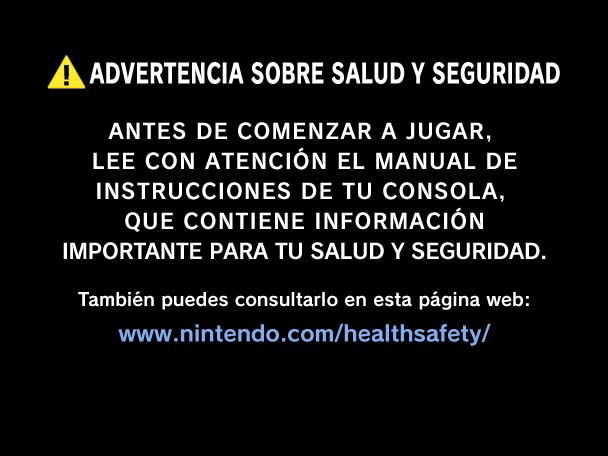 ADVERTENCIA SOBRE SALUD Y SEGURIDAD
ANTES DE COMENZAR A JUGAR,
LEE CON ATENCIÓN EL MANUAL DE
INSTRUCCIONES DE TU CONSOLA,
QUE CONTIENE INFORMACIÓN
IMPORTANTE PARA TU SALUD Y SEGURIDAD.
También puedes consultarlo en esta página web:
www.nintendo.com/healthsafety/